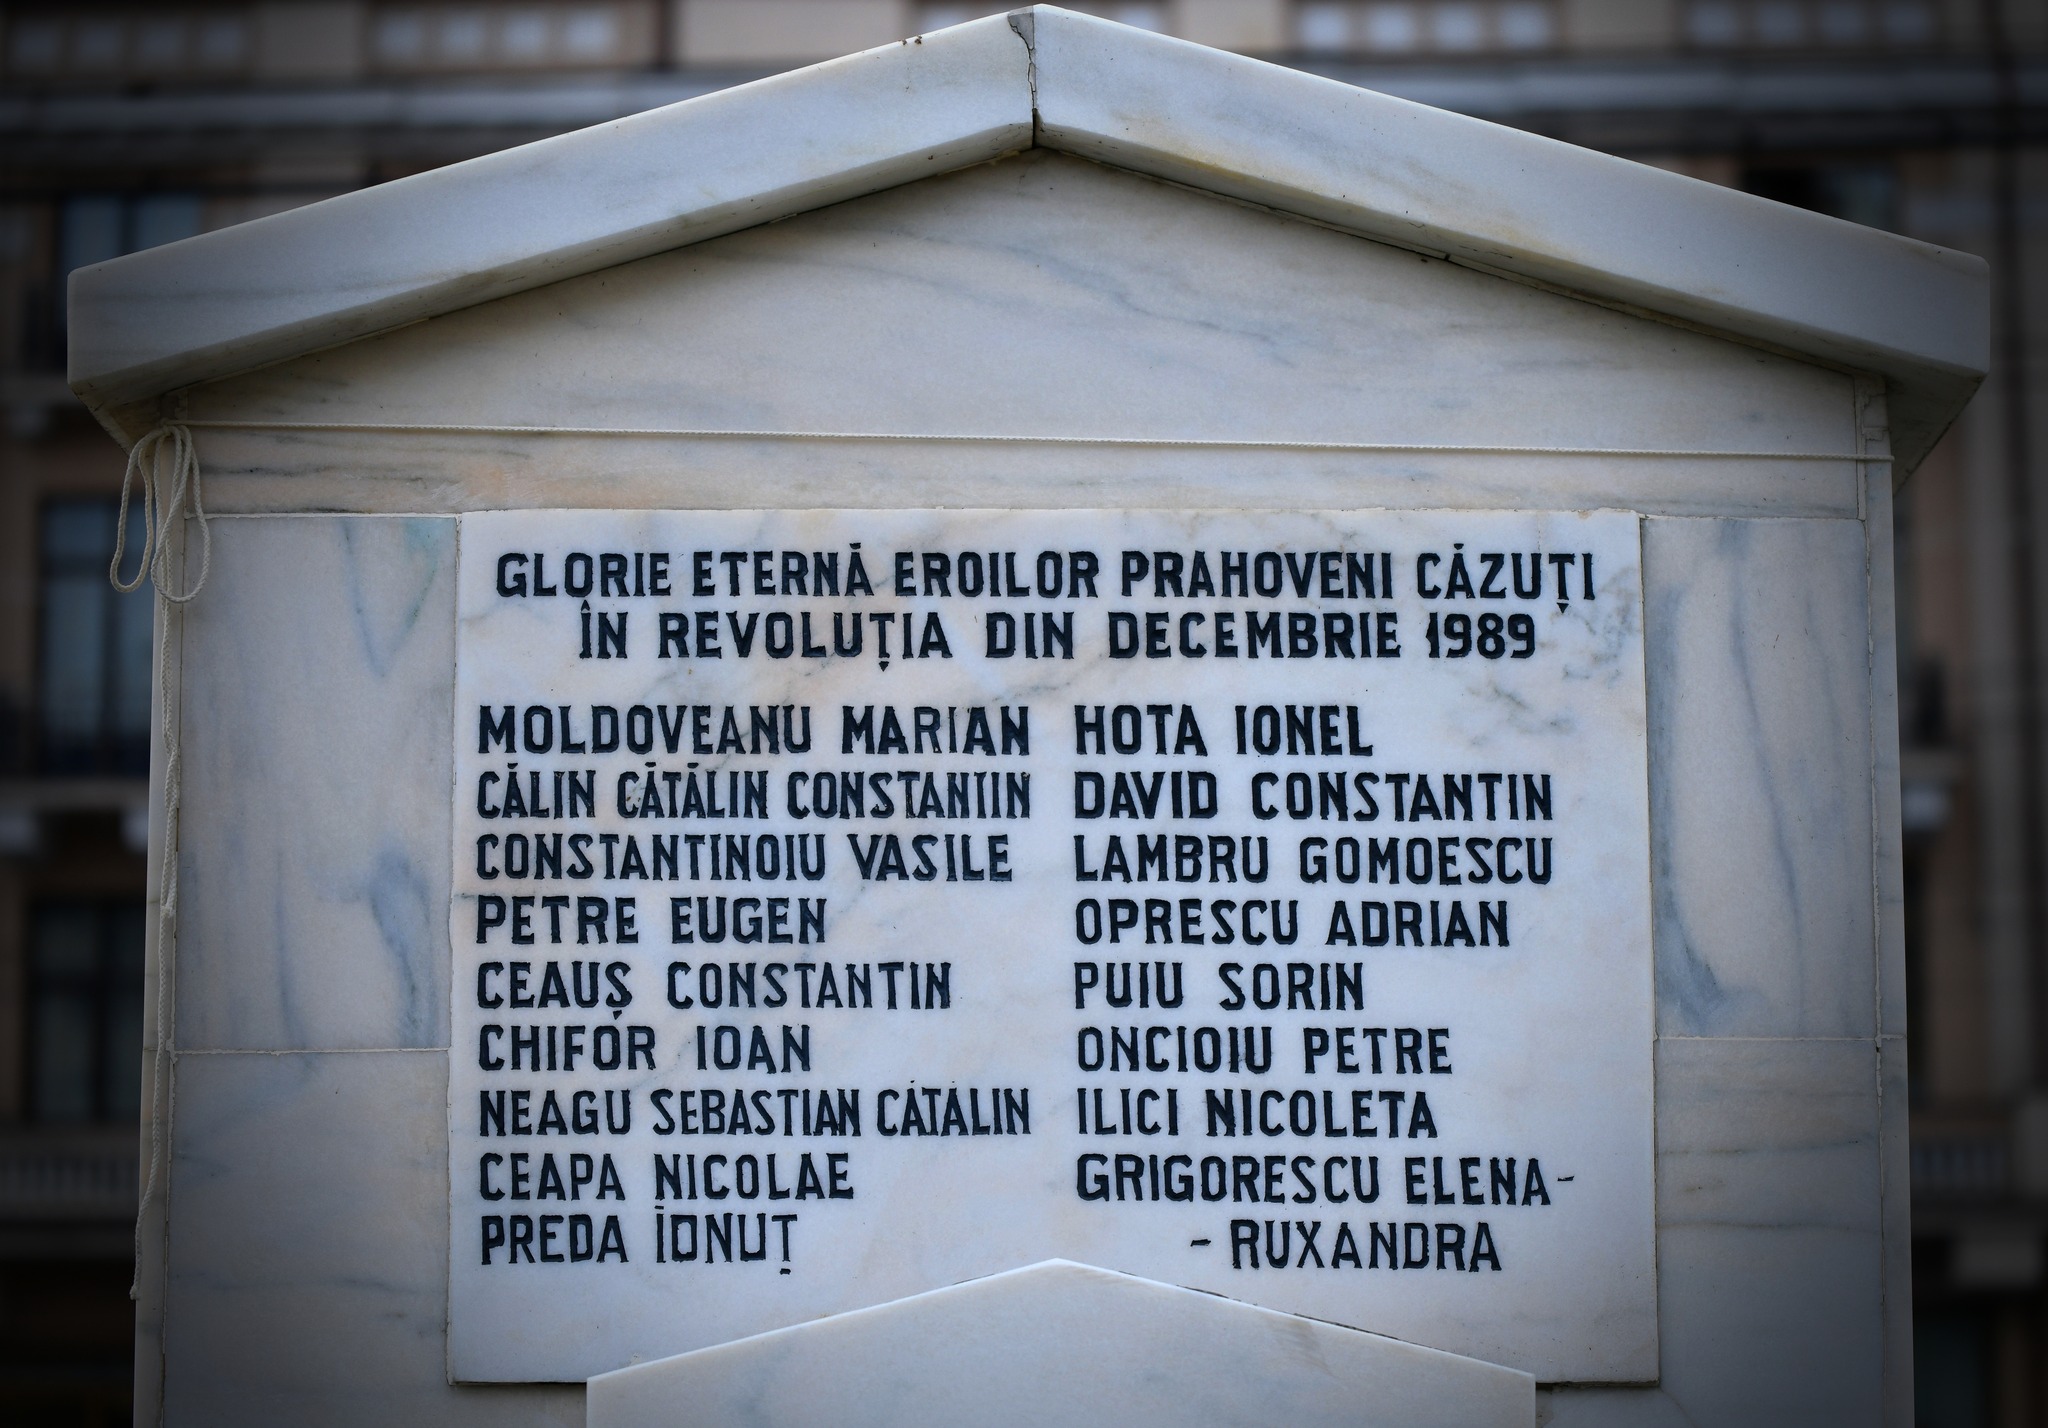 GLORIE ETERNĂ EROILOR PRAHOVENI CĂZUȚI
ÎN REVOLUȚIA DIN DECEMBRIE 1989
MOLDOVEANU MARIAN
CĂLIN CĂTĂLIN CONSTANTIN
CONSTANTINOIU VASILE
PETRE EUGEN
CEAUȘ CONSTANTIN
CHIFOR IOAN
NEAGU SEBASTIAN CĂTĂLIN
CEAPA NICOLAE
PREDA IONUȚ
HOTA IONEL
DAVID CONSTANTIN
LAMBRU GOMOESCU
OPRESCU ADRIAN
PUIU SORIN
ONCIOIU PETRE
ILICI NICOLETA
GRIGORESCU ELENA-
-RUXANDRA